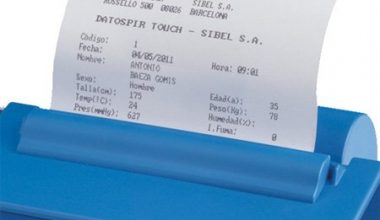 SIBEL S.A.
ROSSELLO 500 08026 BARCELONA
DATOSPIR TOUCH - SIBEL S.A.
Código: 1
Fecha: 04/05/2011 Hora: 09:01
Nombre: ANTONIO
BAEZA GOMIS
Sexo: Hombre Edad(a): 35
Talla(cm): 175 Peso(Kg): 78
Temp(ºC): 24 Humedad(%):
Pres(mmHg): 627 I.Fuma: 0